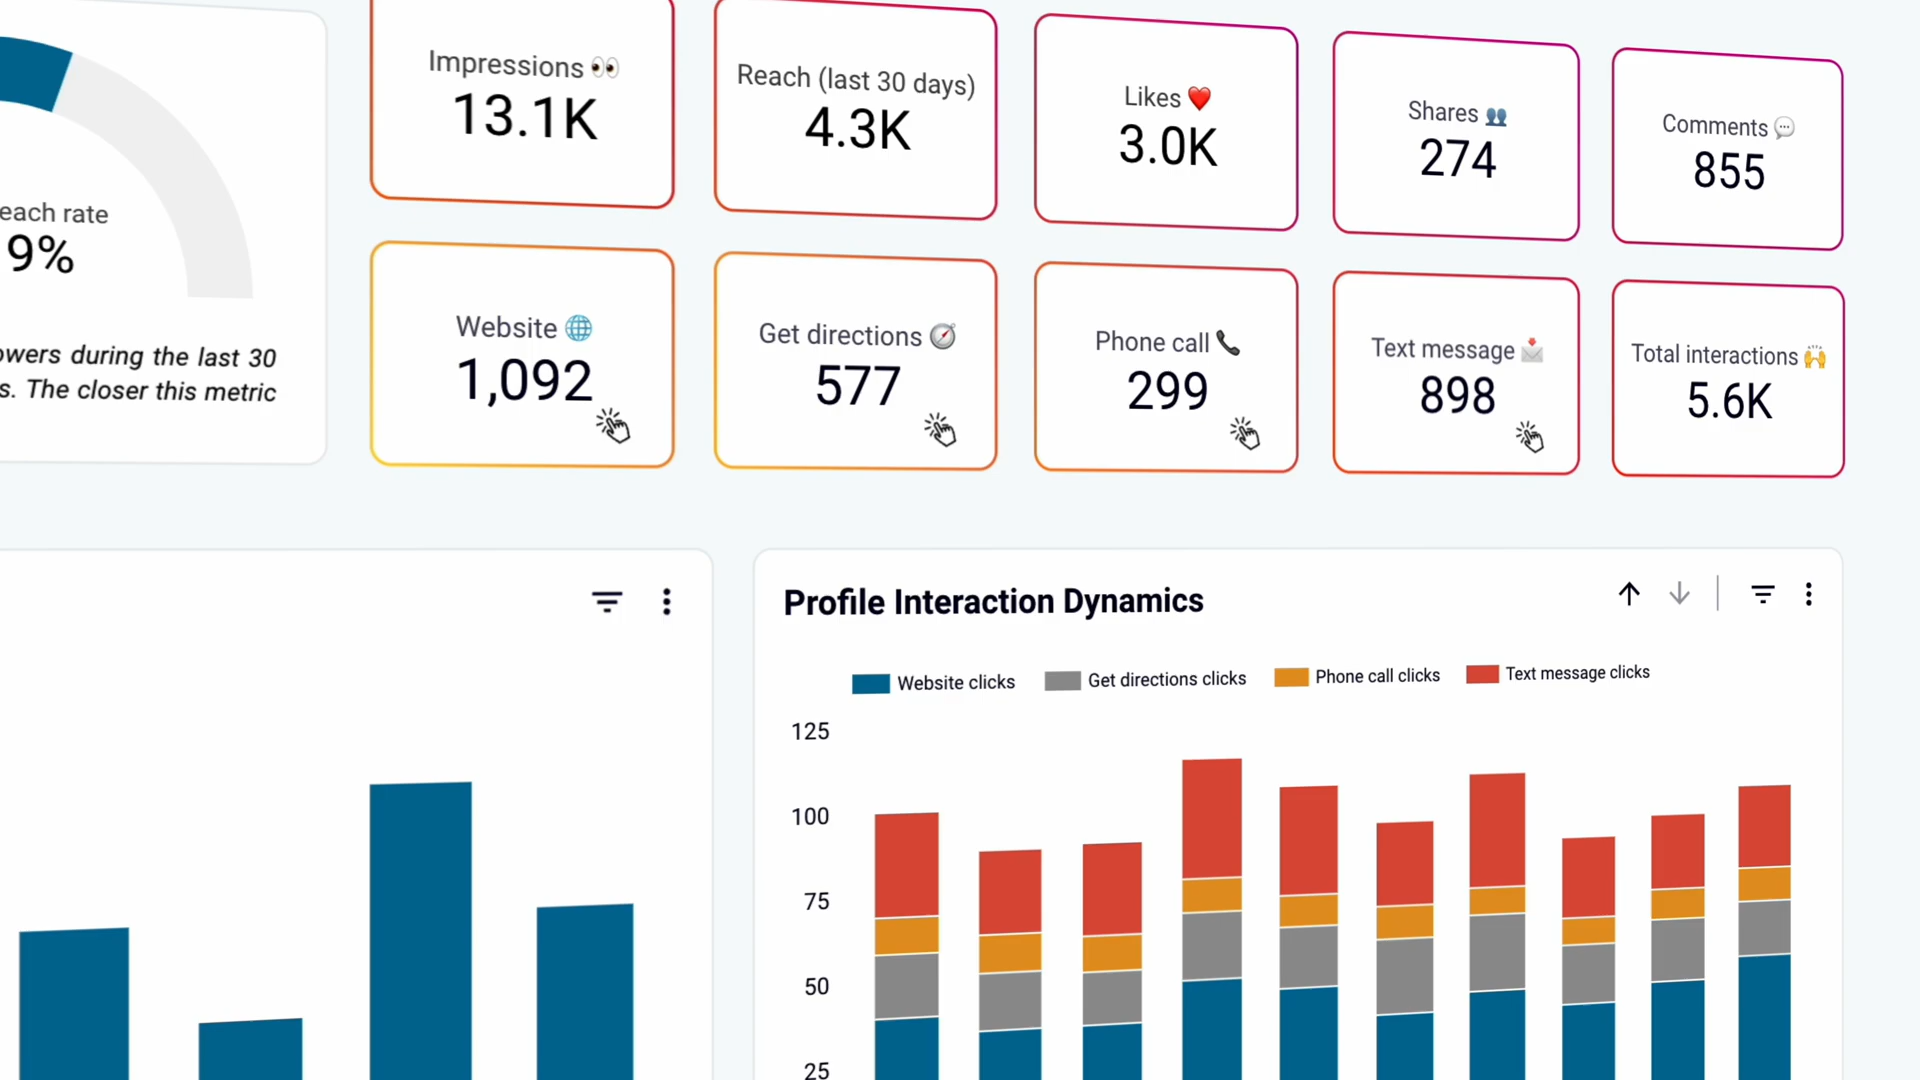 Impressions 👀
13.1K
Reach (last 30 days)
4.3K
Likes ❤️
3.0K
Shares 👥
274
Comments 💬
855
each rate
9%
owers during the last 30
s. The closer this metric
Website 🌐
1,092
Get directions 🧭
577
Phone call 📞
299
Text message 📩
898
Total interactions 🙌
5.6K
Profile Interaction Dynamics
Website clicks
Get directions clicks
Phone call clicks
Text message clicks
125
100
75
50
25